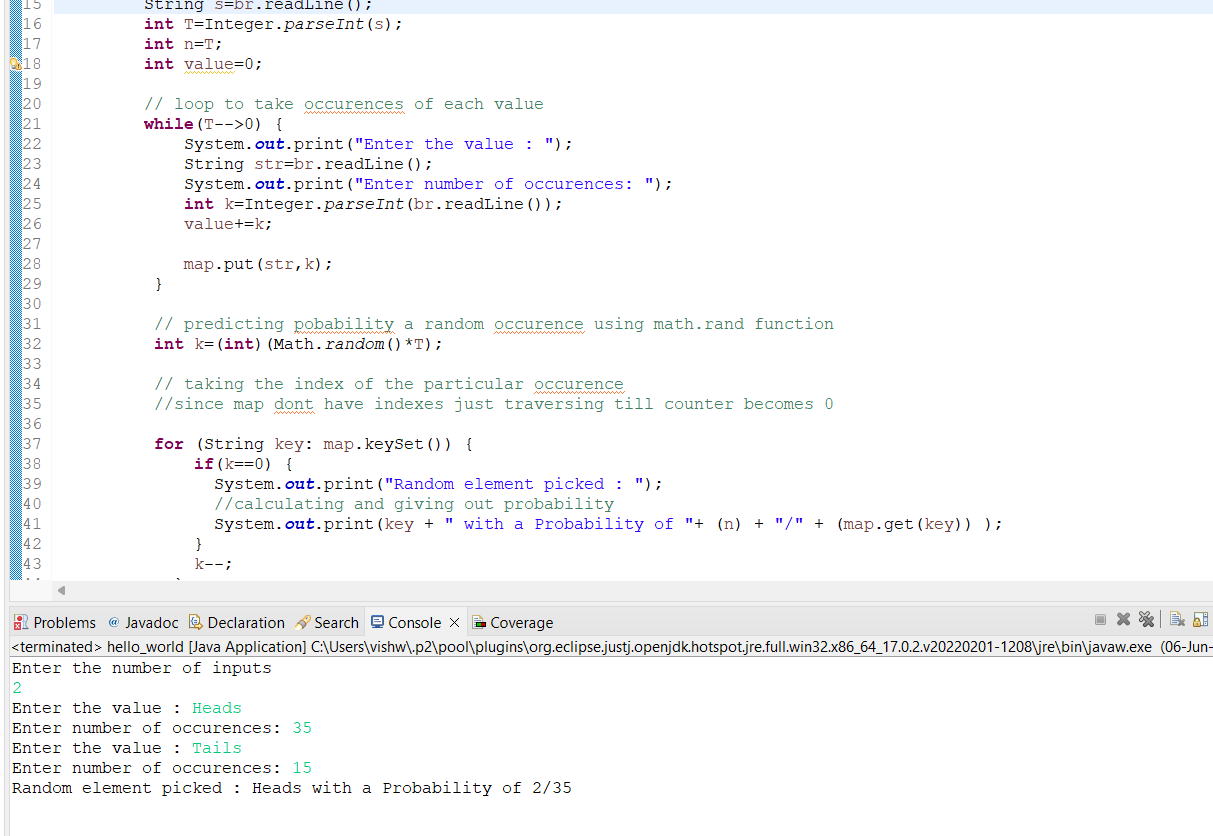 15 String s=br.readLine();
16 int T=Integer.parseInt(s);
17 int n=T;
18 int value=0;
19
20 // loop to take occurences of each value
21 while(T-->0) {
22 System.out.print("Enter the value : ");
23 String str=br.readLine();
24 System.out.print("Enter number of occurences: ");
25 int k=Integer.parseInt(br.readLine());
26 value+=k;
27
28 map.put(str,k);
29 }
30
31 // predicting pobability a random occurence using math.rand function
32 int k=(int)(Math.random()*T);
33
34 // taking the index of the particular occurence
35 //since map dont have indexes just traversing till counter becomes 0
36
37 for (String key: map.keySet()) {
38 if(k==0) {
39 System.out.print("Random element picked : ");
40 //calculating and giving out probability
41 System.out.print(key + " with a Probability of "+ (n) + "/" + (map.get(key)) );
42 }
43 k--;
Problems @ Javadoc Declaration Search Console Coverage
<terminated> hello_world [Java Application] C:\Users\vishw\.p2\pool\plugins\org.eclipse.justj.openjdk.hotspot.jre.full.win32.x86_64_17.0.2.v20220201-1208\jre\bin\javaw.exe (06-Jun-
Enter the number of inputs
2
Enter the value : Heads
Enter number of occurences: 35
Enter the value : Tails
Enter number of occurences: 15
Random element picked : Heads with a Probability of 2/35